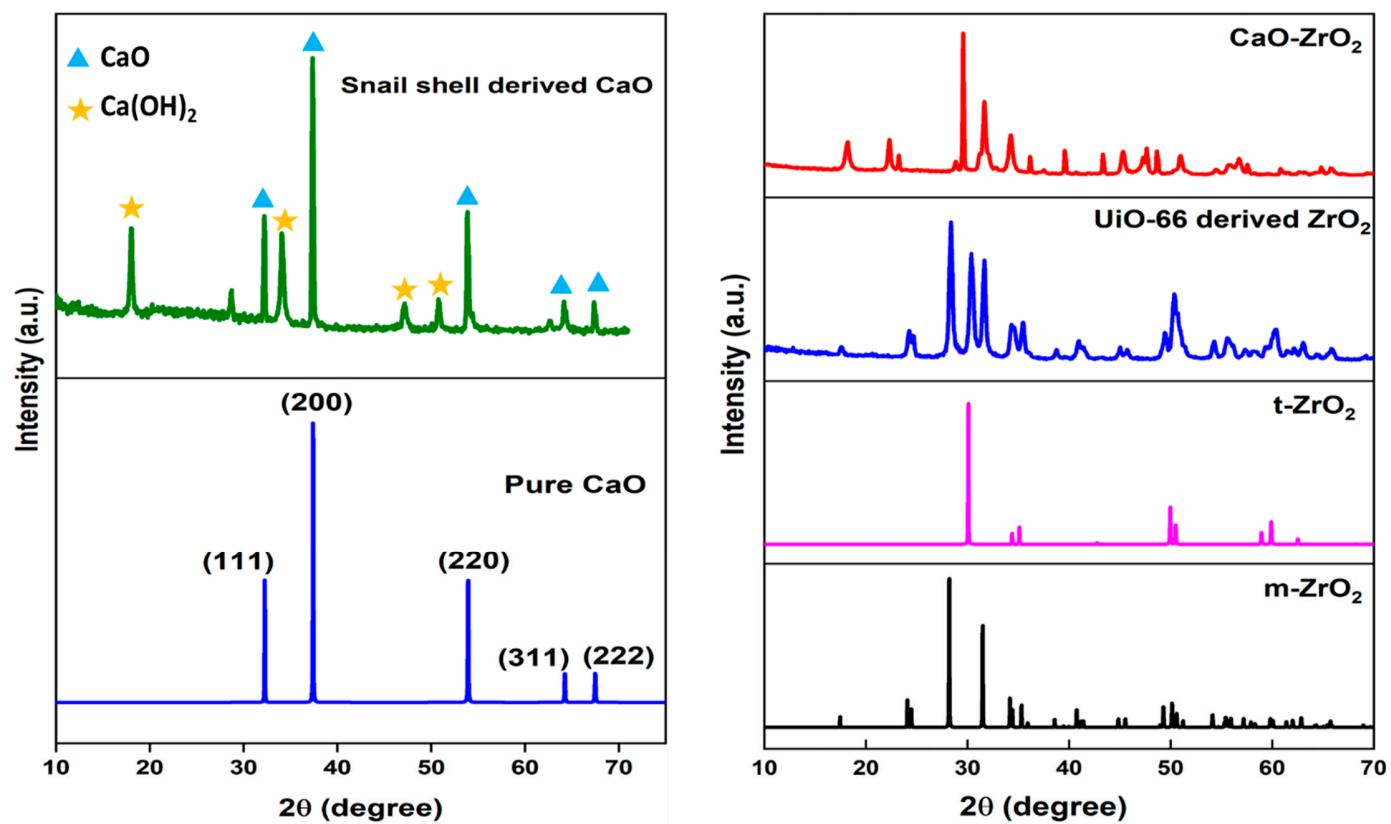 CaO
Ca(OH)2
Snail shell derived CaO
(200)
Pure CaO
(111)
(220)
(311)
(222)
Intensity (a.u.)
10 20 30 40 50 60 70
2θ (degree)
CaO-ZrO2
UiO-66 derived ZrO2
t-ZrO2
m-ZrO2
Intensity (a.u.)
10 20 30 40 50 60 70
2θ (degree)